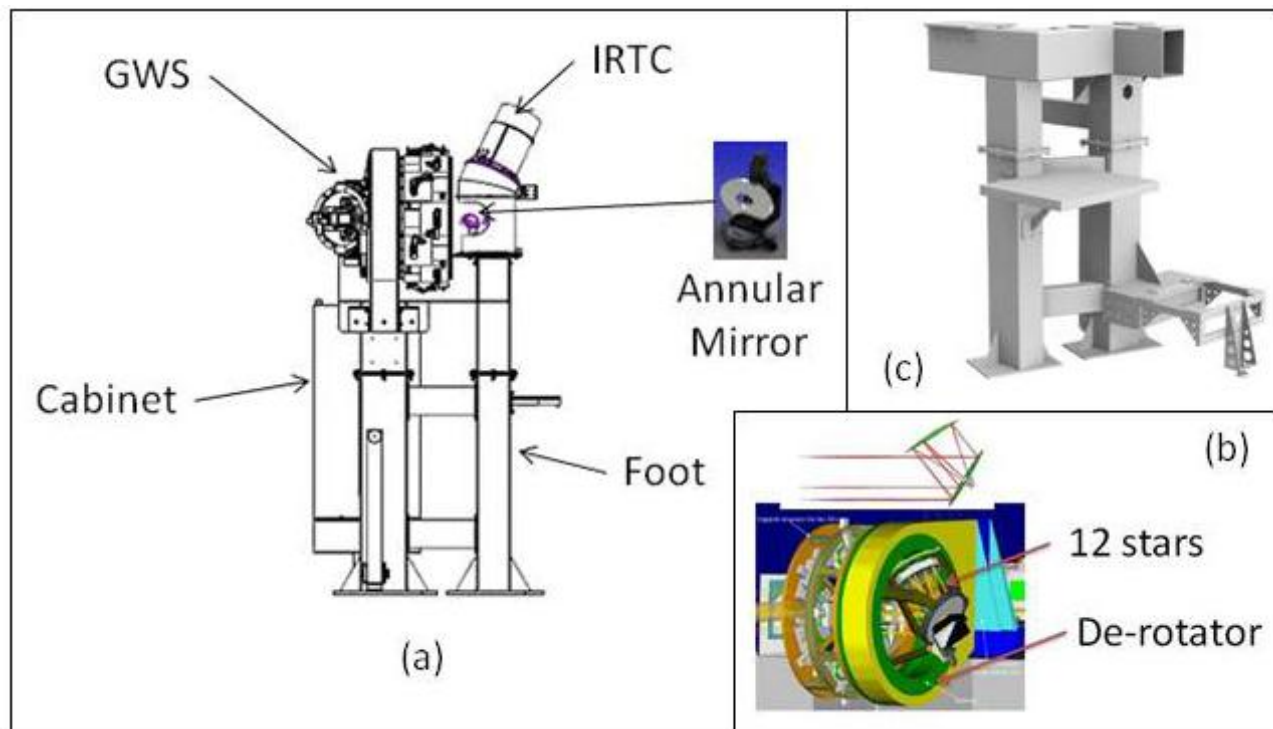 GWS
IRTC
Annular
Mirror
Cabinet
Foot
(a)
(c)
(b)
12 stars
De-rotator